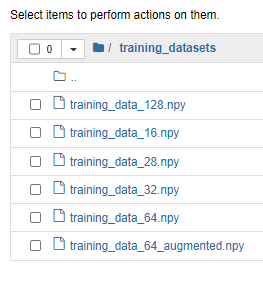 Select items to perform actions on them.
0 / training_datasets
..
training_data_128.npy
training_data_16.npy
training_data_28.npy
training_data_32.npy
training_data_64.npy
training_data_64_augmented.npy